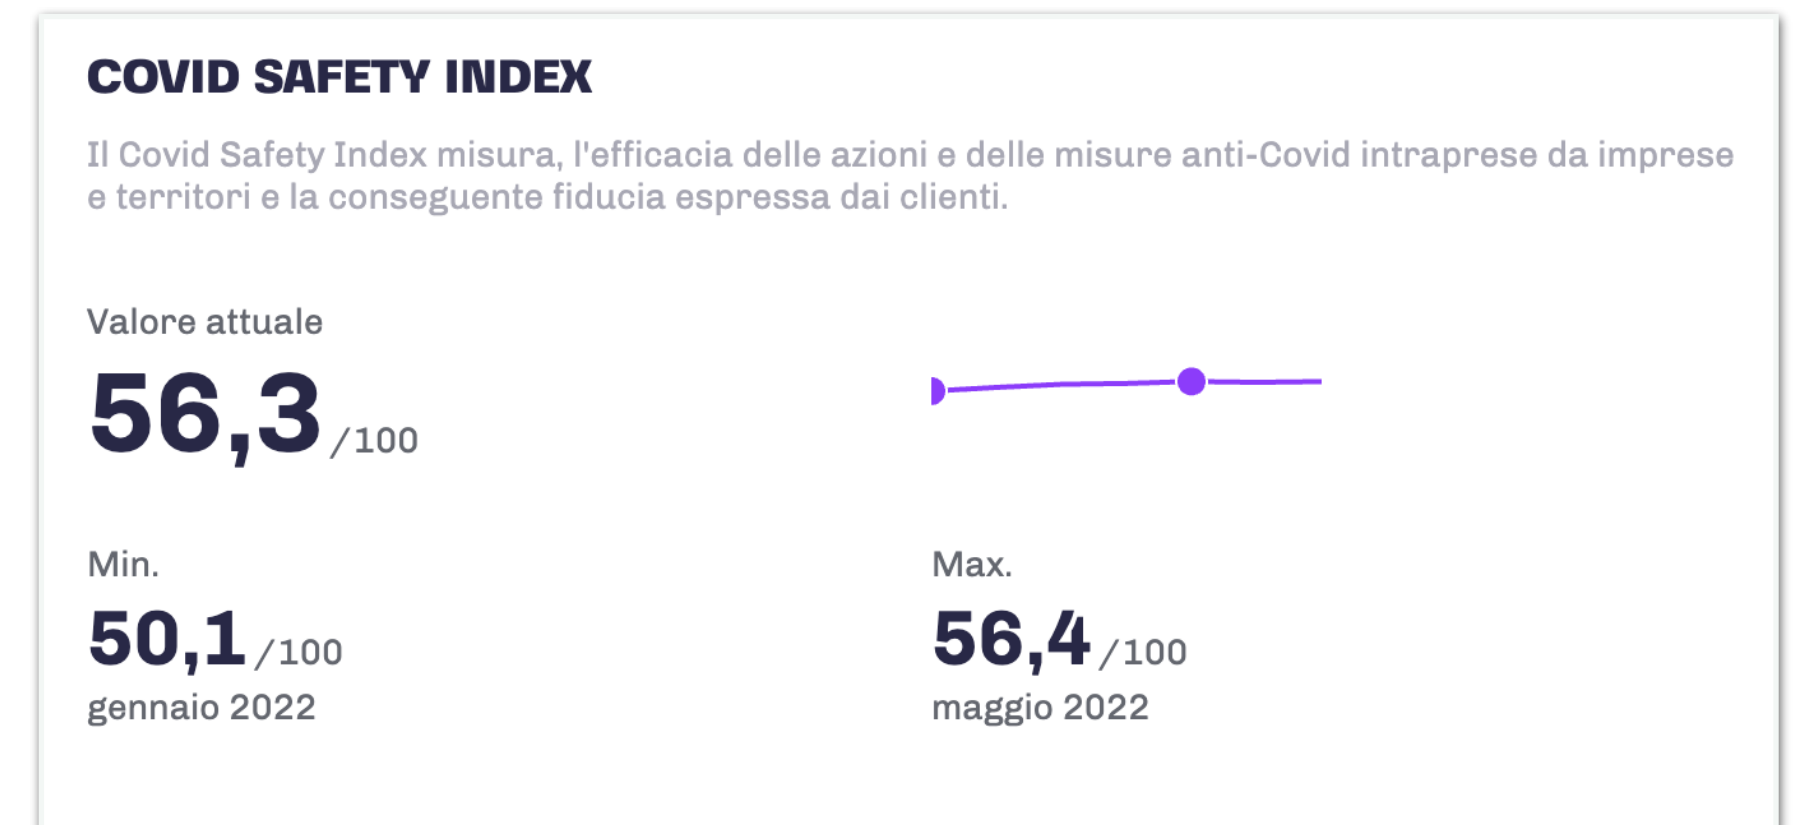 COVID SAFETY INDEX
Il Covid Safety Index misura, l'efficacia delle azioni e delle misure anti-Covid intraprese da imprese
e territori e la conseguente fiducia espressa dai clienti.
Valore attuale
56,3 /100
Min.
50,1 /100
gennaio 2022
Max.
56,4 /100
maggio 2022